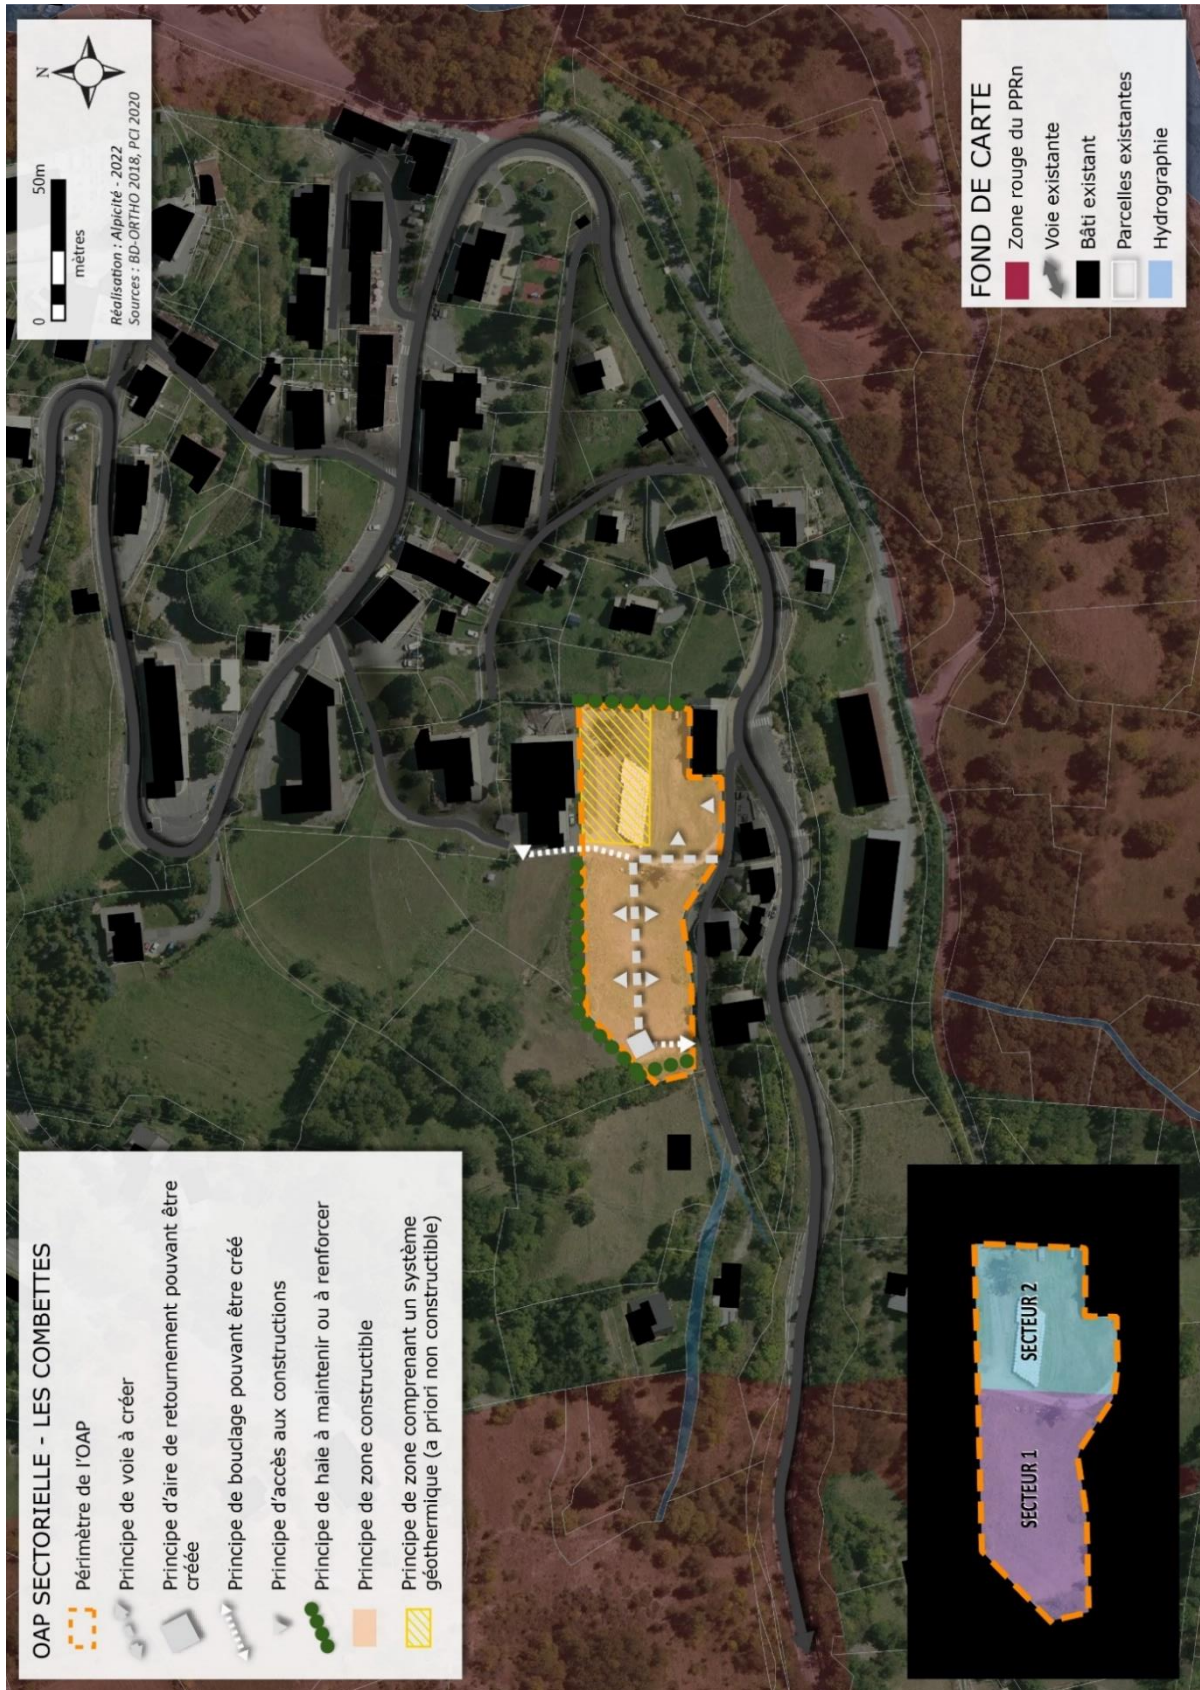 OAP SECTORIELLE - LES COMBETTES
Périmètre de l'OAP
Principe de voie à créer
Principe d'aire de retournement pouvant être
créée
Principe de bouclage pouvant être créé
Principe d'accès aux constructions
Principe de haie à maintenir ou à renforcer
Principe de zone constructible
Principe de zone comprenant un système
géothermique (a priori non constructible)
0 50m
mètres
N
Réalisation : Alpicité - 2022
Sources : BD-ORTHO 2018, PCI 2020
SECTEUR 1
SECTEUR 2
FOND DE CARTE
Zone rouge du PPRn
Voie existante
Bâti existant
Parcelles existantes
Hydrographie